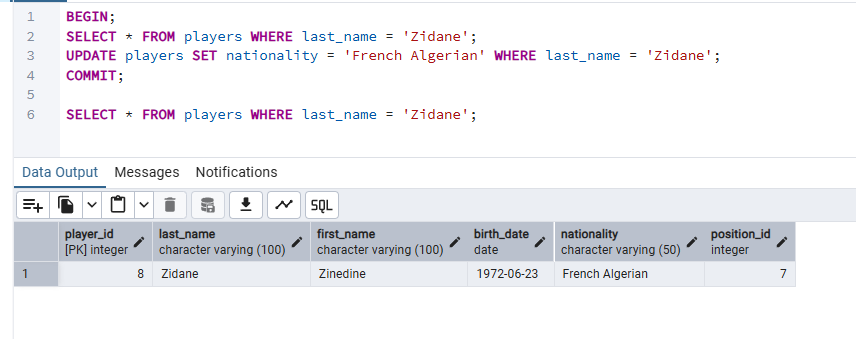 1 BEGIN;
2 SELECT * FROM players WHERE last_name = 'Zidane';
3 UPDATE players SET nationality = 'French Algerian' WHERE last_name = 'Zidane';
4 COMMIT;
5
6 SELECT * FROM players WHERE last_name = 'Zidane';
Data Output Messages Notifications
SQL
player_id last_name first_name birth_date nationality position_id
[PK] integer character varying (100) character varying (100) date character varying (50) integer
1 8 Zidane Zinedine 1972-06-23 French Algerian 7